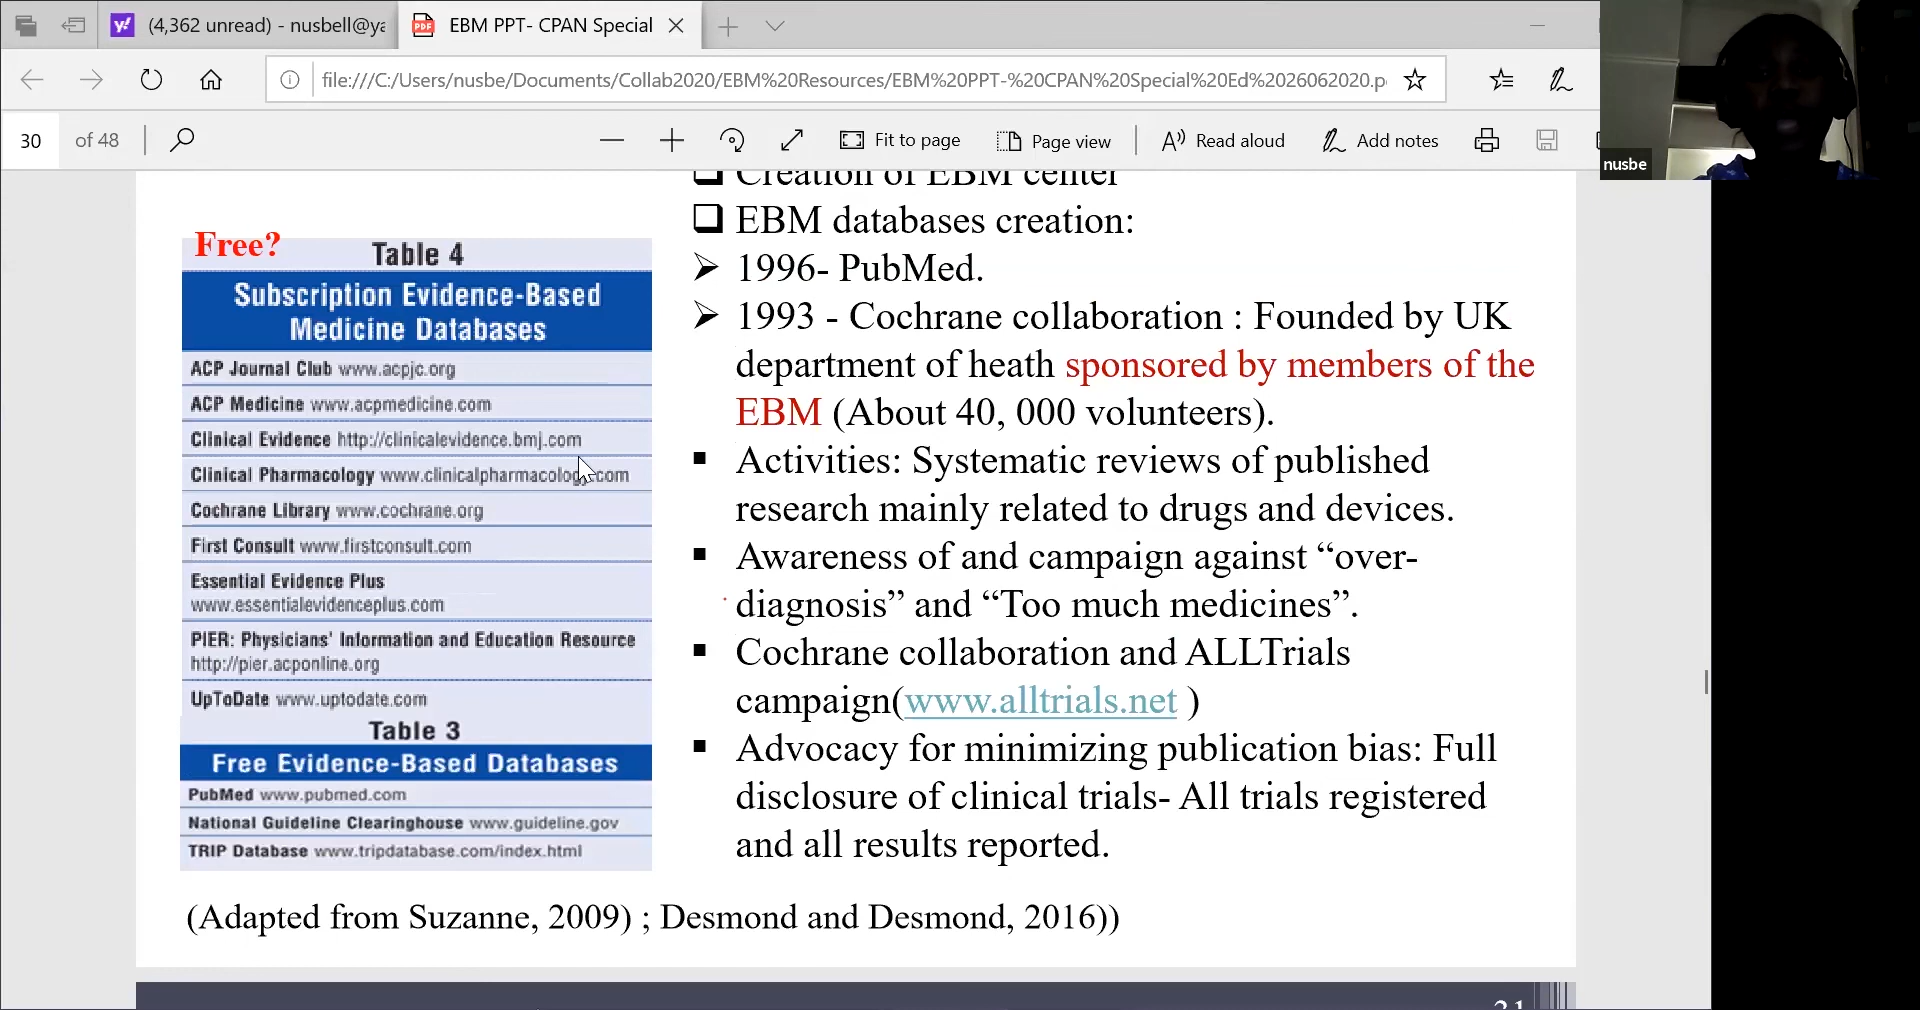 (4,362 unread) - nusbell@ya
EBM PPT- CPAN Special
file:///C:/Users/nusbe/Documents/Collab2020/EBM%20Resources/EBM%20PPT-%20CPAN%20Special%20Ed%2026062020.p
30 of 48
Fit to page
Page view
Read aloud
Add notes
nusbe
Free?
Table 4
Subscription Evidence-Based
Medicine Databases
ACP Journal Club www.acpjc.org
ACP Medicine www.acpmedicine.com
Clinical Evidence http://clinicalevidence.bmj.com
Clinical Pharmacology www.clinicalpharmacology.com
Cochrane Library www.cochrane.org
First Consult www.firstconsult.com
Essential Evidence Plus
www.essentialevidenceplus.com
PIER: Physicians' Information and Education Resource
http://pier.acponline.org
UpToDate www.uptodate.com
Table 3
Free Evidence-Based Databases
PubMed www.pubmed.com
National Guideline Clearinghouse www.guideline.gov
TRIP Database www.tripdatabase.com/index.html
❑ Creation of EBM center
❑ EBM databases creation:
➢ 1996- PubMed.
➢ 1993 - Cochrane collaboration : Founded by UK
department of heath sponsored by members of the
EBM (About 40, 000 volunteers).
▪ Activities: Systematic reviews of published
research mainly related to drugs and devices.
▪ Awareness of and campaign against “over-
diagnosis” and “Too much medicines”.
▪ Cochrane collaboration and ALLTrials
campaign(www.alltrials.net )
▪ Advocacy for minimizing publication bias: Full
disclosure of clinical trials- All trials registered
and all results reported.
(Adapted from Suzanne, 2009) ; Desmond and Desmond, 2016))